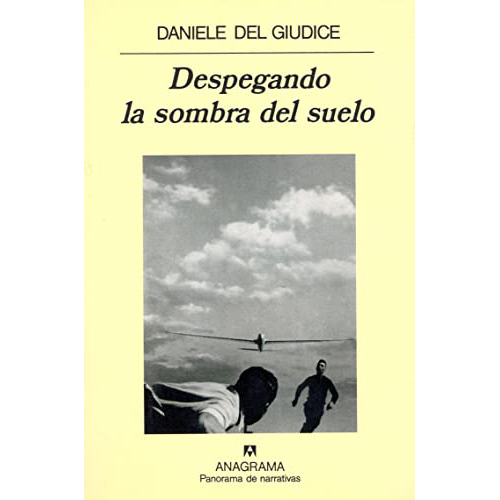 DANIELE DEL GIUDICE
Despegando
la sombra del suelo
ANAGRAMA
Panorama de narrativas